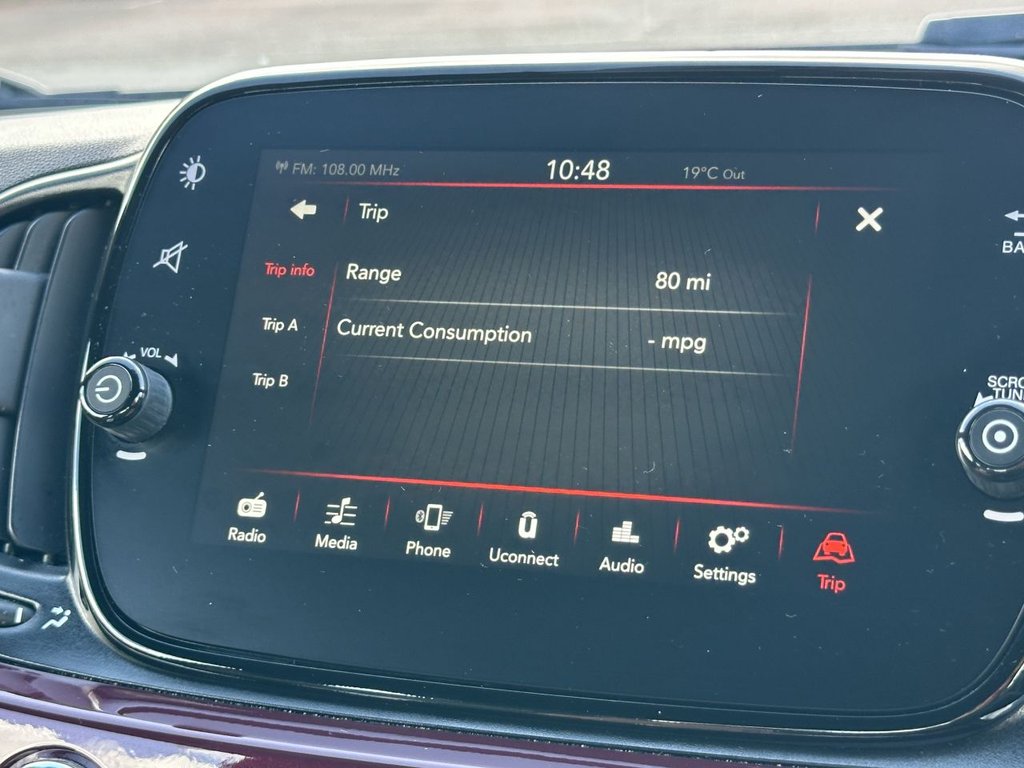 FM: 108.00 MHz 10:48 19°C Out
Trip
BA
Trip info Range 80 mi
Trip A Current Consumption - mpg
Trip B
VOL
SCRO
TUN
Radio Media Phone Uconnect Audio Settings Trip